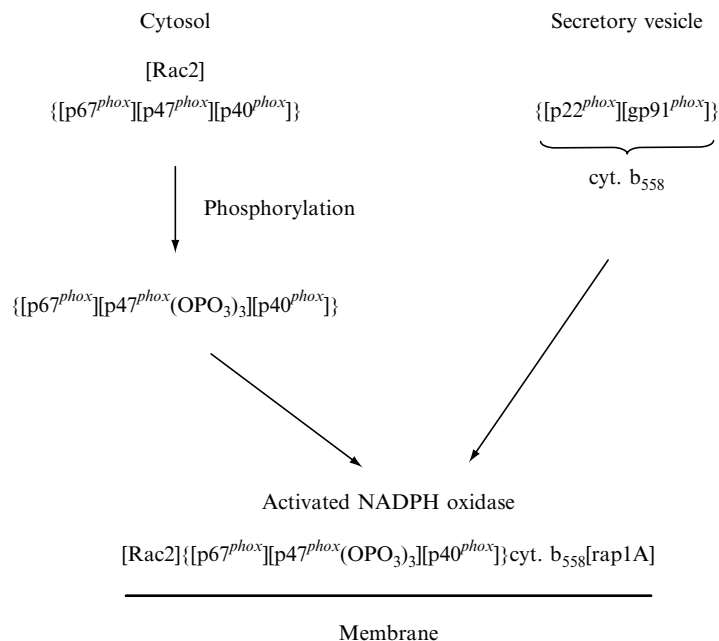 Cytosol
Secretory vesicle
[Rac2]
{[p67phox][p47phox][p40phox]}
{[p22phox][gp91phox]}
cyt. b558
Phosphorylation
{[p67phox][p47phox(OPO3)3][p40phox]}
Activated NADPH oxidase
[Rac2]{[p67phox][p47phox(OPO3)3][p40phox]}cyt. b558[rap1A]
Membrane